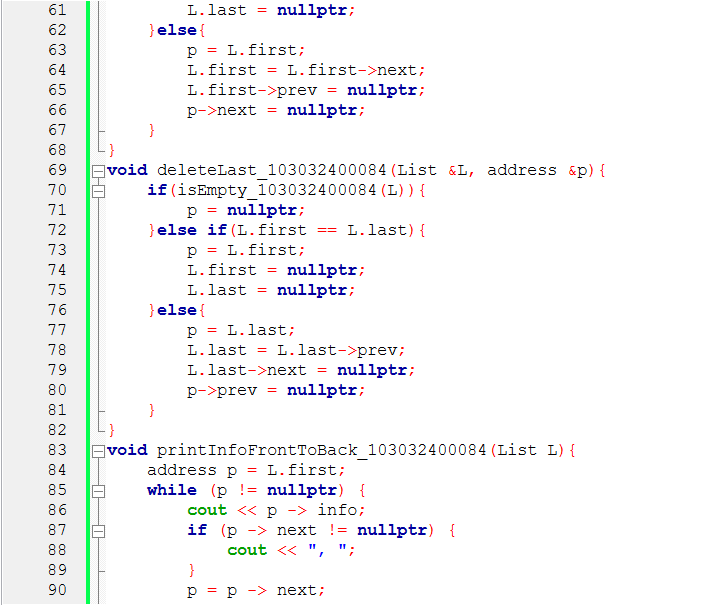 61 L.last = nullptr;
62 }else{
63 p = L.first;
64 L.first = L.first->next;
65 L.first->prev = nullptr;
66 p->next = nullptr;
67 }
68 }
69 void deleteLast_103032400084(List &L, address &p){
70 if(isEmpty_103032400084(L)){
71 p = nullptr;
72 }else if(L.first == L.last){
73 p = L.first;
74 L.first = nullptr;
75 L.last = nullptr;
76 }else{
77 p = L.last;
78 L.last = L.last->prev;
79 L.last->next = nullptr;
80 p->prev = nullptr;
81 }
82 }
83 void printInfoFrontToBack_103032400084(List L){
84 address p = L.first;
85 while (p != nullptr) {
86 cout << p -> info;
87 if (p -> next != nullptr) {
88 cout << ", ";
89 }
90 p = p -> next;